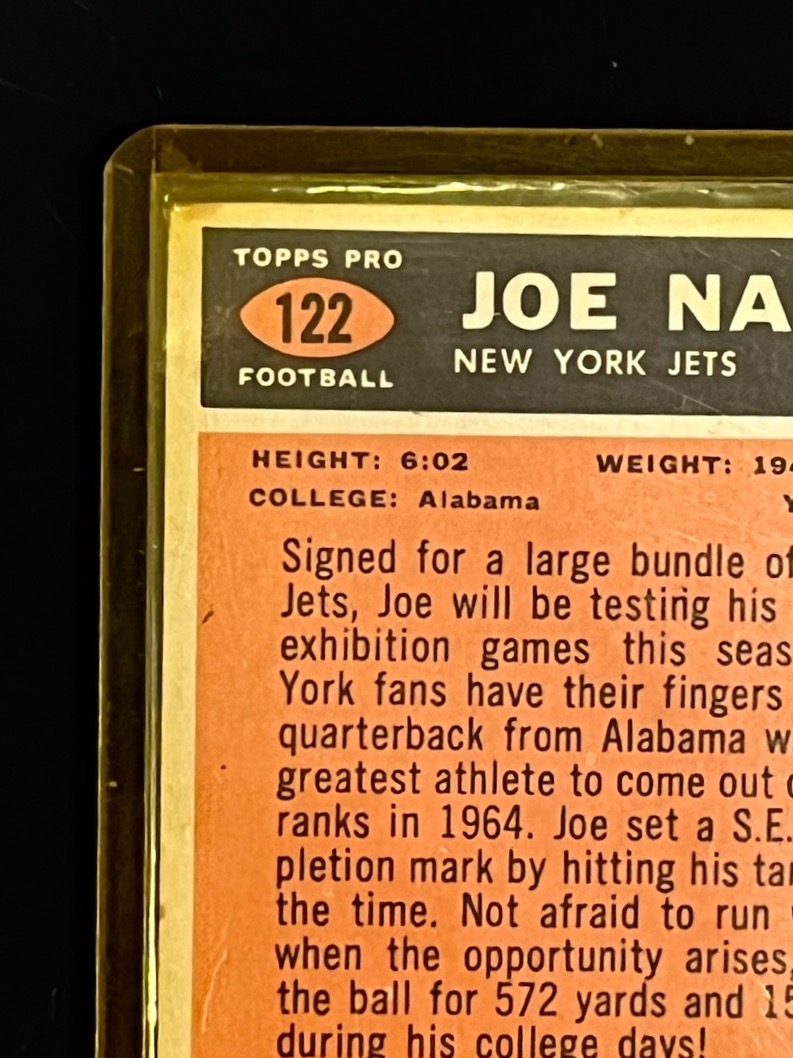 TOPPS PRO
122
FOOTBALL
JOE NA
NEW YORK JETS
HEIGHT: 6:02 WEIGHT: 194
COLLEGE: Alabama Y
Signed for a large bundle of
Jets, Joe will be testing his
exhibition games this seas
York fans have their fingers
quarterback from Alabama w
greatest athlete to come out o
ranks in 1964. Joe set a S.E.
pletion mark by hitting his tar
the time. Not afraid to run
when the opportunity arises,
the ball for 572 yards and 15
during his college days!